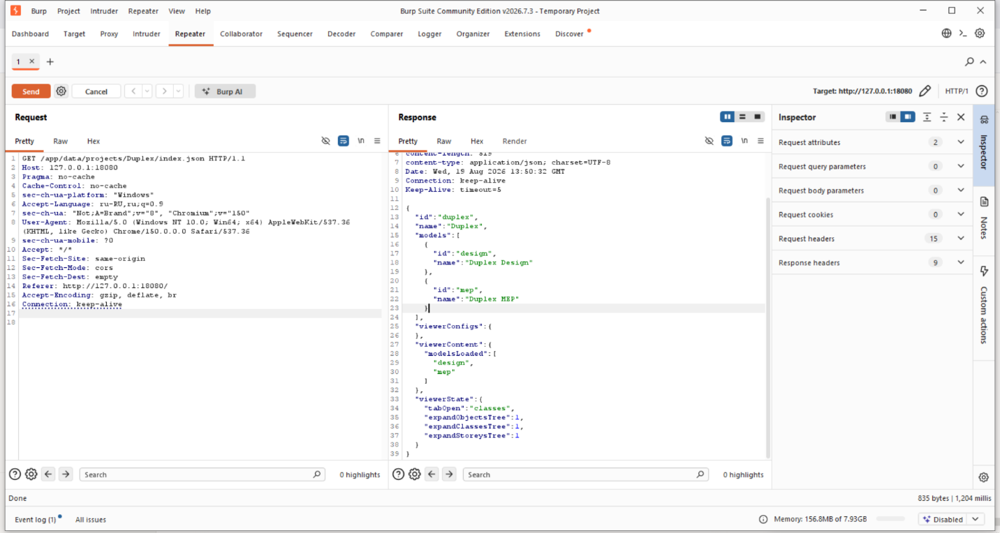 Burp Project Intruder Repeater View Help
Burp Suite Community Edition v2026.7.3 - Temporary Project
Dashboard Target Proxy Intruder Repeater Collaborator Sequencer Decoder Comparer Logger Organizer Extensions Discover
1
Send Cancel Burp AI
Target: http://127.0.0.1:18080 HTTP/1
Request
Pretty Raw Hex
\n
1 GET /app/data/projects/Duplex/index.json HTTP/1.1
2 Host: 127.0.0.1:18080
3 Pragma: no-cache
4 Cache-Control: no-cache
5 sec-ch-ua-platform: "Windows"
6 Accept-Language: ru-RU,ru;q=0.9
7 sec-ch-ua: "Not;A=Brand";v="8", "Chromium";v="150"
8 User-Agent: Mozilla/5.0 (Windows NT 10.0; Win64; x64) AppleWebKit/537.36
(KHTML, like Gecko) Chrome/150.0.0.0 Safari/537.36
9 sec-ch-ua-mobile: ?0
10 Accept: */*
11 Sec-Fetch-Site: same-origin
12 Sec-Fetch-Mode: cors
13 Sec-Fetch-Dest: empty
14 Referer: http://127.0.0.1:18080/
15 Accept-Encoding: gzip, deflate, br
16 Connection: keep-alive
17
18
Search
0 highlights
Response
Pretty Raw Hex Render
\n
6 content-length: 515
7 content-type: application/json; charset=UTF-8
8 Date: Wed, 19 Aug 2026 13:50:32 GMT
9 Connection: keep-alive
10 Keep-Alive: timeout=5
11
12 {
13 "id":"duplex",
14 "name":"Duplex",
15 "models":[
16 {
17 "id":"design",
18 "name":"Duplex Design"
19 },
20 {
21 "id":"mep",
22 "name":"Duplex MEP"
23 }
24 ],
25 "viewerConfigs":{
26 },
27 "viewerContent":{
28 "modelsLoaded":[
29 "design",
30 "mep"
31 ]
32 },
33 "viewerState":{
34 "tabOpen":"classes",
35 "expandObjectsTree":1,
36 "expandClassesTree":1,
37 "expandStoreysTree":1
38 }
39 }
Search
0 highlights
Inspector
Request attributes 2
Request query parameters 0
Request body parameters 0
Request cookies 0
Request headers 15
Response headers 9
Inspector
Notes
Custom actions
Done
835 bytes | 1,204 millis
Event log (1) All issues
Memory: 156.8MB of 7.93GB
Disabled